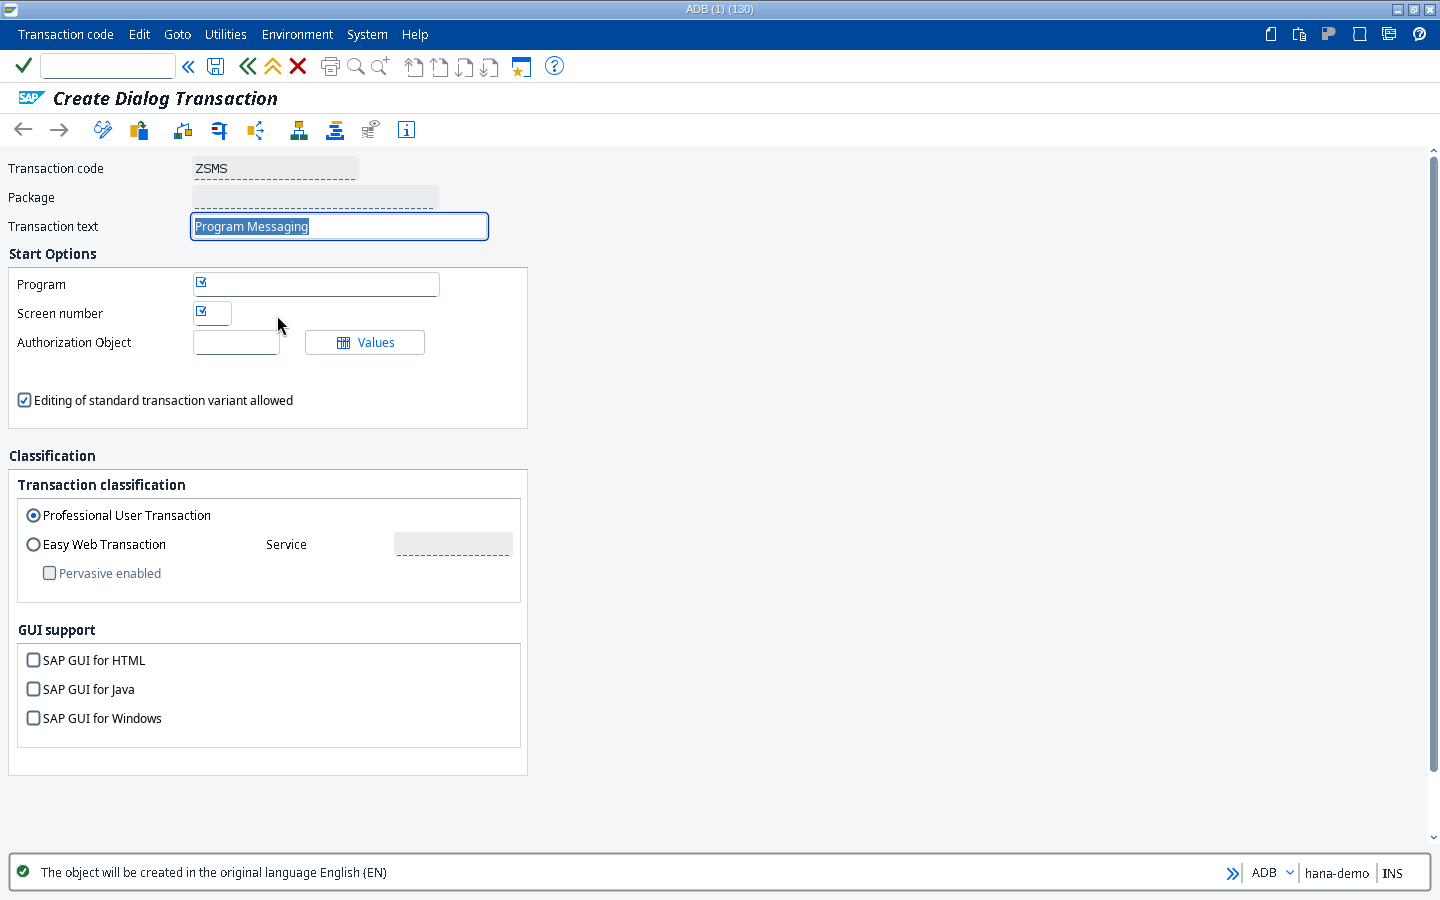 ADB (1) (130)
Transaction code Edit Goto Utilities Environment System Help
SAP Create Dialog Transaction
Transaction code ZSMS
Package
Transaction text Program Messaging
Start Options
Program
Screen number
Authorization Object Values
Editing of standard transaction variant allowed
Classification
Transaction classification
Professional User Transaction
Easy Web Transaction Service
Pervasive enabled
GUI support
SAP GUI for HTML
SAP GUI for Java
SAP GUI for Windows
The object will be created in the original language English (EN) ADB hana-demo INS